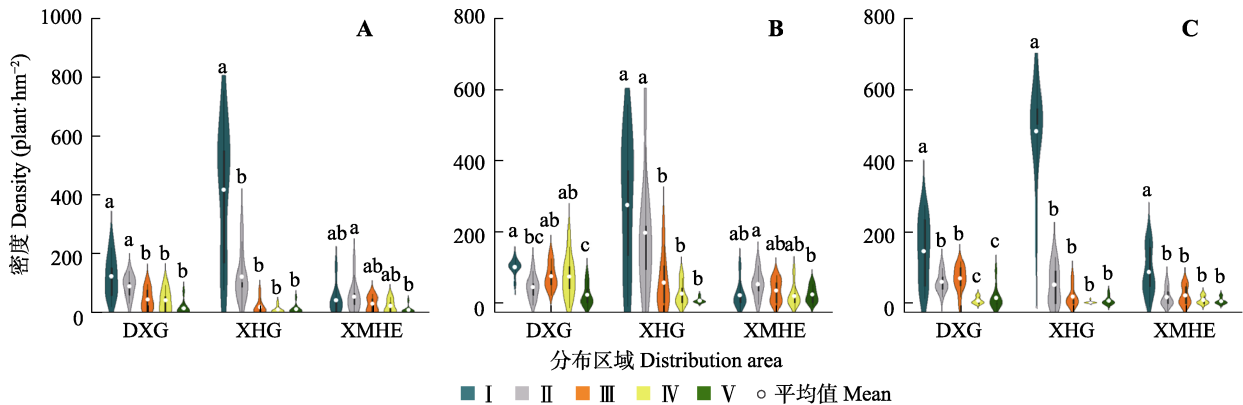 密度 Density (plant·hm⁻²)
1000
800
600
400
200
0
A
a
a
b
b
b
a
b
b
b
b
ab
a
ab
ab
b
DXG
XHG
XMHE
800
600
400
200
0
B
a
bc
ab
ab
c
a
a
b
b
b
ab
a
ab
ab
b
DXG
XHG
XMHE
800
600
400
200
0
C
a
b
b
c
c
a
b
b
b
b
a
b
b
b
b
DXG
XHG
XMHE
分布区域 Distribution area
Ⅰ Ⅱ Ⅲ Ⅳ Ⅴ 平均值 Mean